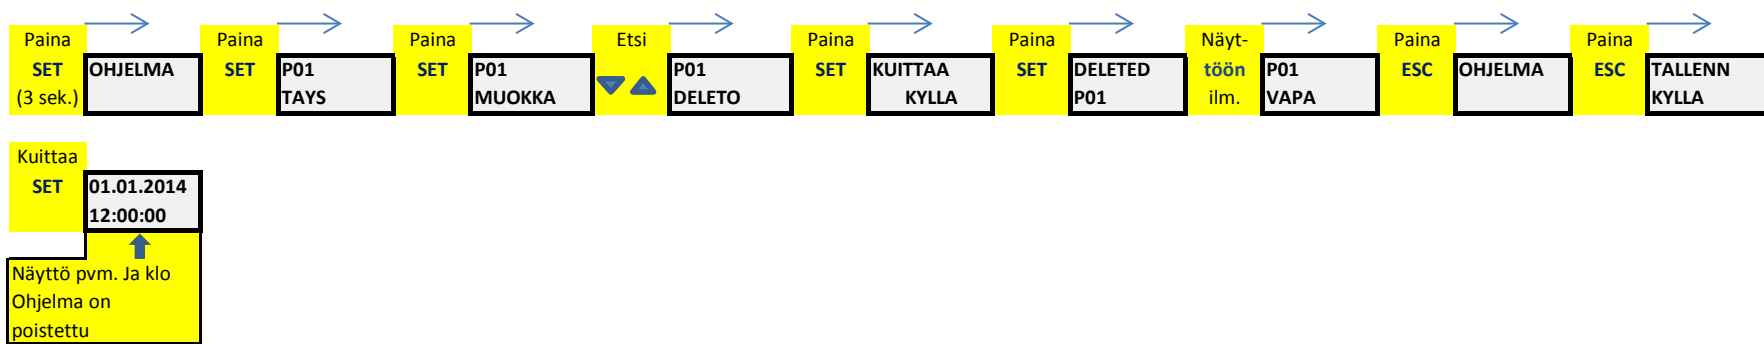 Paina Paina Paina Etsi Paina Paina Näyt- Paina Paina
SET OHJELMA SET P01 SET P01 P01 SET KUITTAA SET DELETED töön P01 ESC OHJELMA ESC TALLENN
(3 sek.) TAYS MUOKKA DELETO KYLLA P01 ilm. VAPA KYLLA
Kuittaa
SET 01.01.2014
12:00:00
Näyttö pvm. Ja klo
Ohjelma on
poistettu